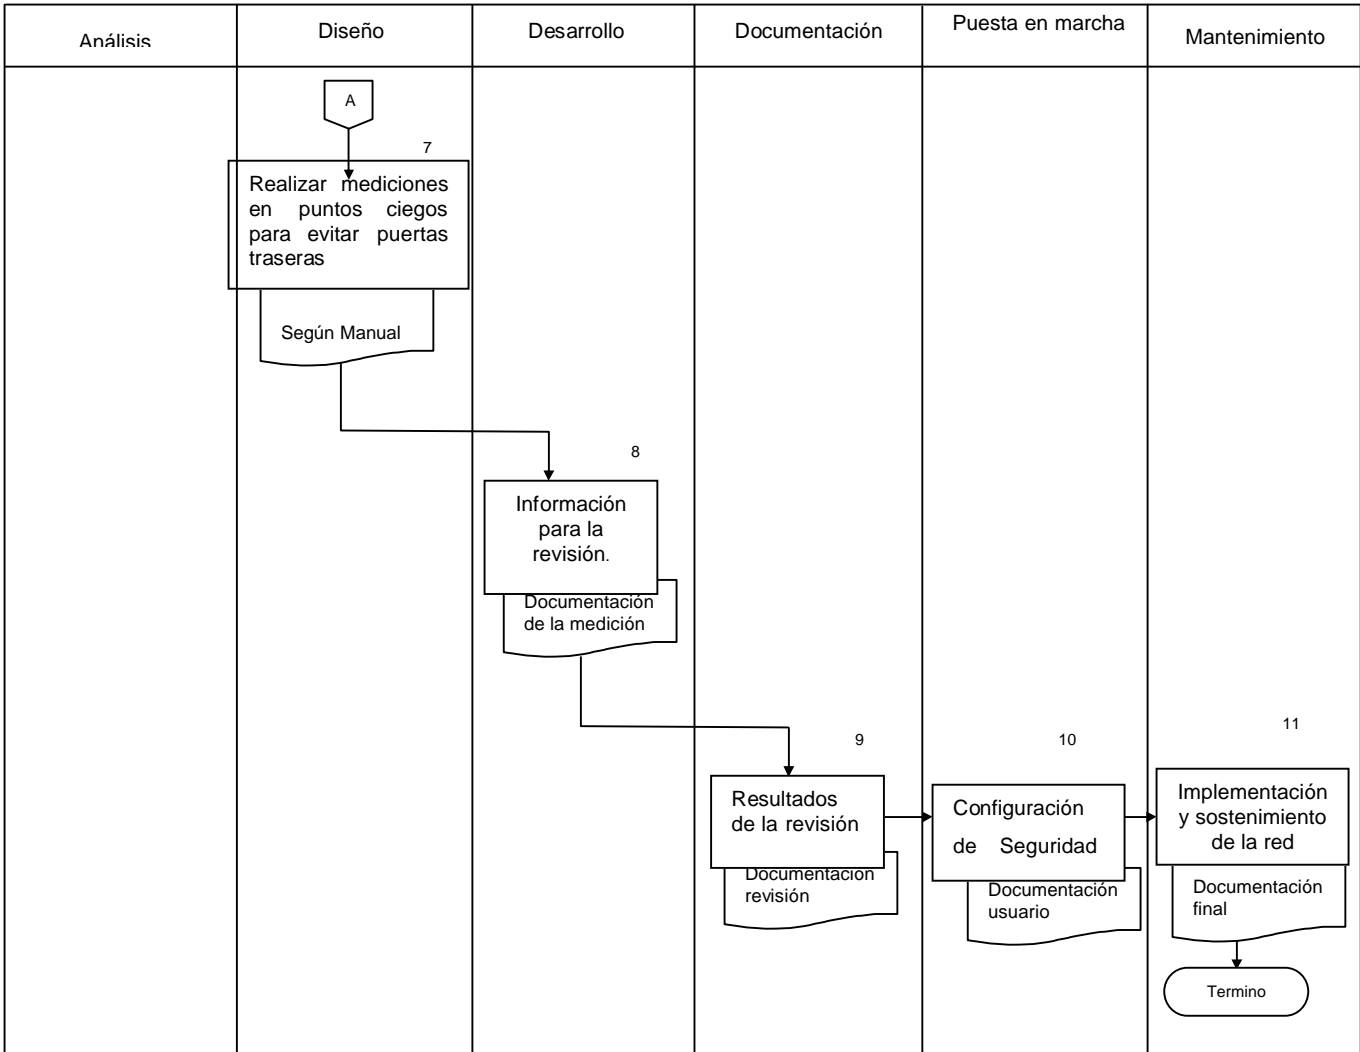 Análisis
Diseño
Desarrollo
Documentación
Puesta en marcha
Mantenimiento
A
7
Realizar mediciones
en puntos ciegos
para evitar puertas
traseras
Según Manual
8
Información
para la
revisión.
Documentación
de la medición
9
Resultados
de la revisión
Documentación
revisión
10
Configuración
de Seguridad
Documentación
usuario
11
Implementación
y sostenimiento
de la red
Documentación
final
Termino